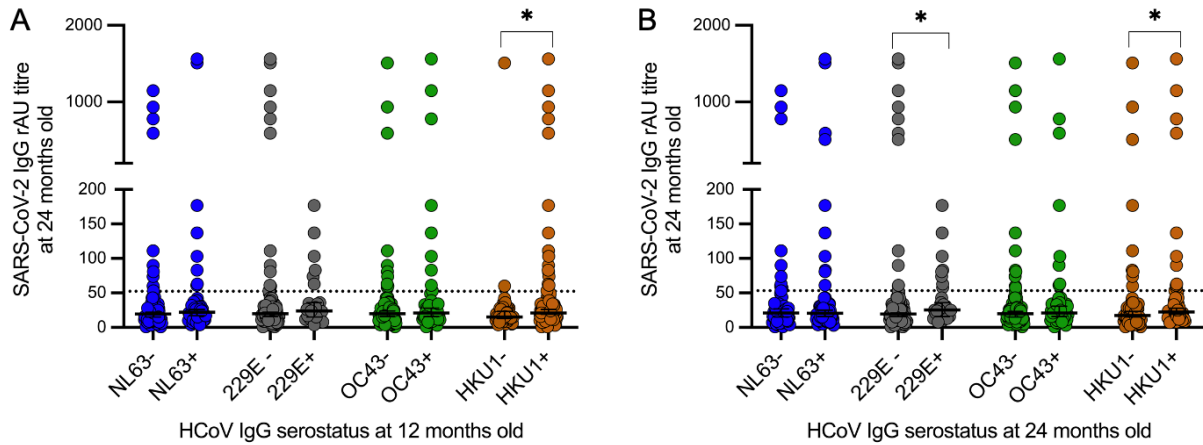 A
SARS-CoV-2 IgG rAU titre
at 24 months old
2000
1000
200
150
100
50
0
*
NL63-
NL63+
229E -
229E+
OC43-
OC43+
HKU1-
HKU1+
HCoV IgG serostatus at 12 months old
B
SARS-CoV-2 IgG rAU titre
at 24 months old
2000
1000
200
150
100
50
0
*
*
NL63-
NL63+
229E -
229E+
OC43-
OC43+
HKU1-
HKU1+
HCoV IgG serostatus at 24 months old